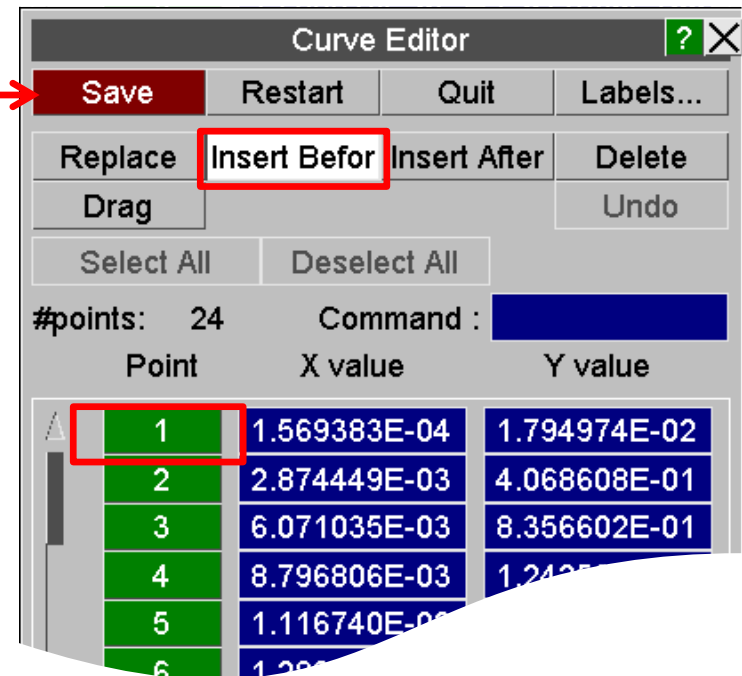 Curve Editor ?
Save Restart Quit Labels...
Replace Insert Befor Insert After Delete
Drag Undo
Select All Deselect All
#points: 24 Command :
Point X value Y value
1 1.569383E-04 1.794974E-02
2 2.874449E-03 4.068608E-01
3 6.071035E-03 8.356602E-01
4 8.796806E-03
5
6